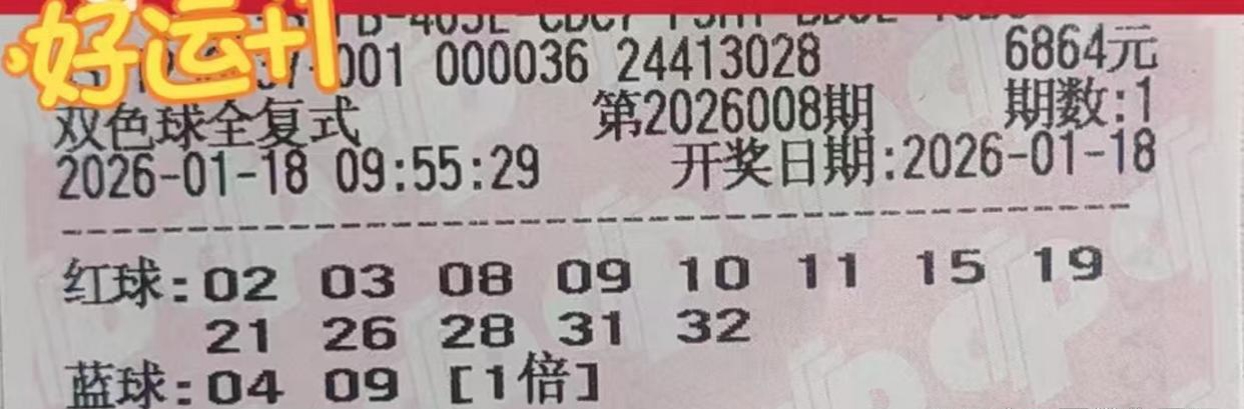 好运+1
001 000036 24413028 6864元
双色球全复式 第2026008期 期数:1
2026-01-18 09:55:29 开奖日期:2026-01-18
红球:02 03 08 09 10 11 15 19
21 26 28 31 32
蓝球:04 09 [1倍]